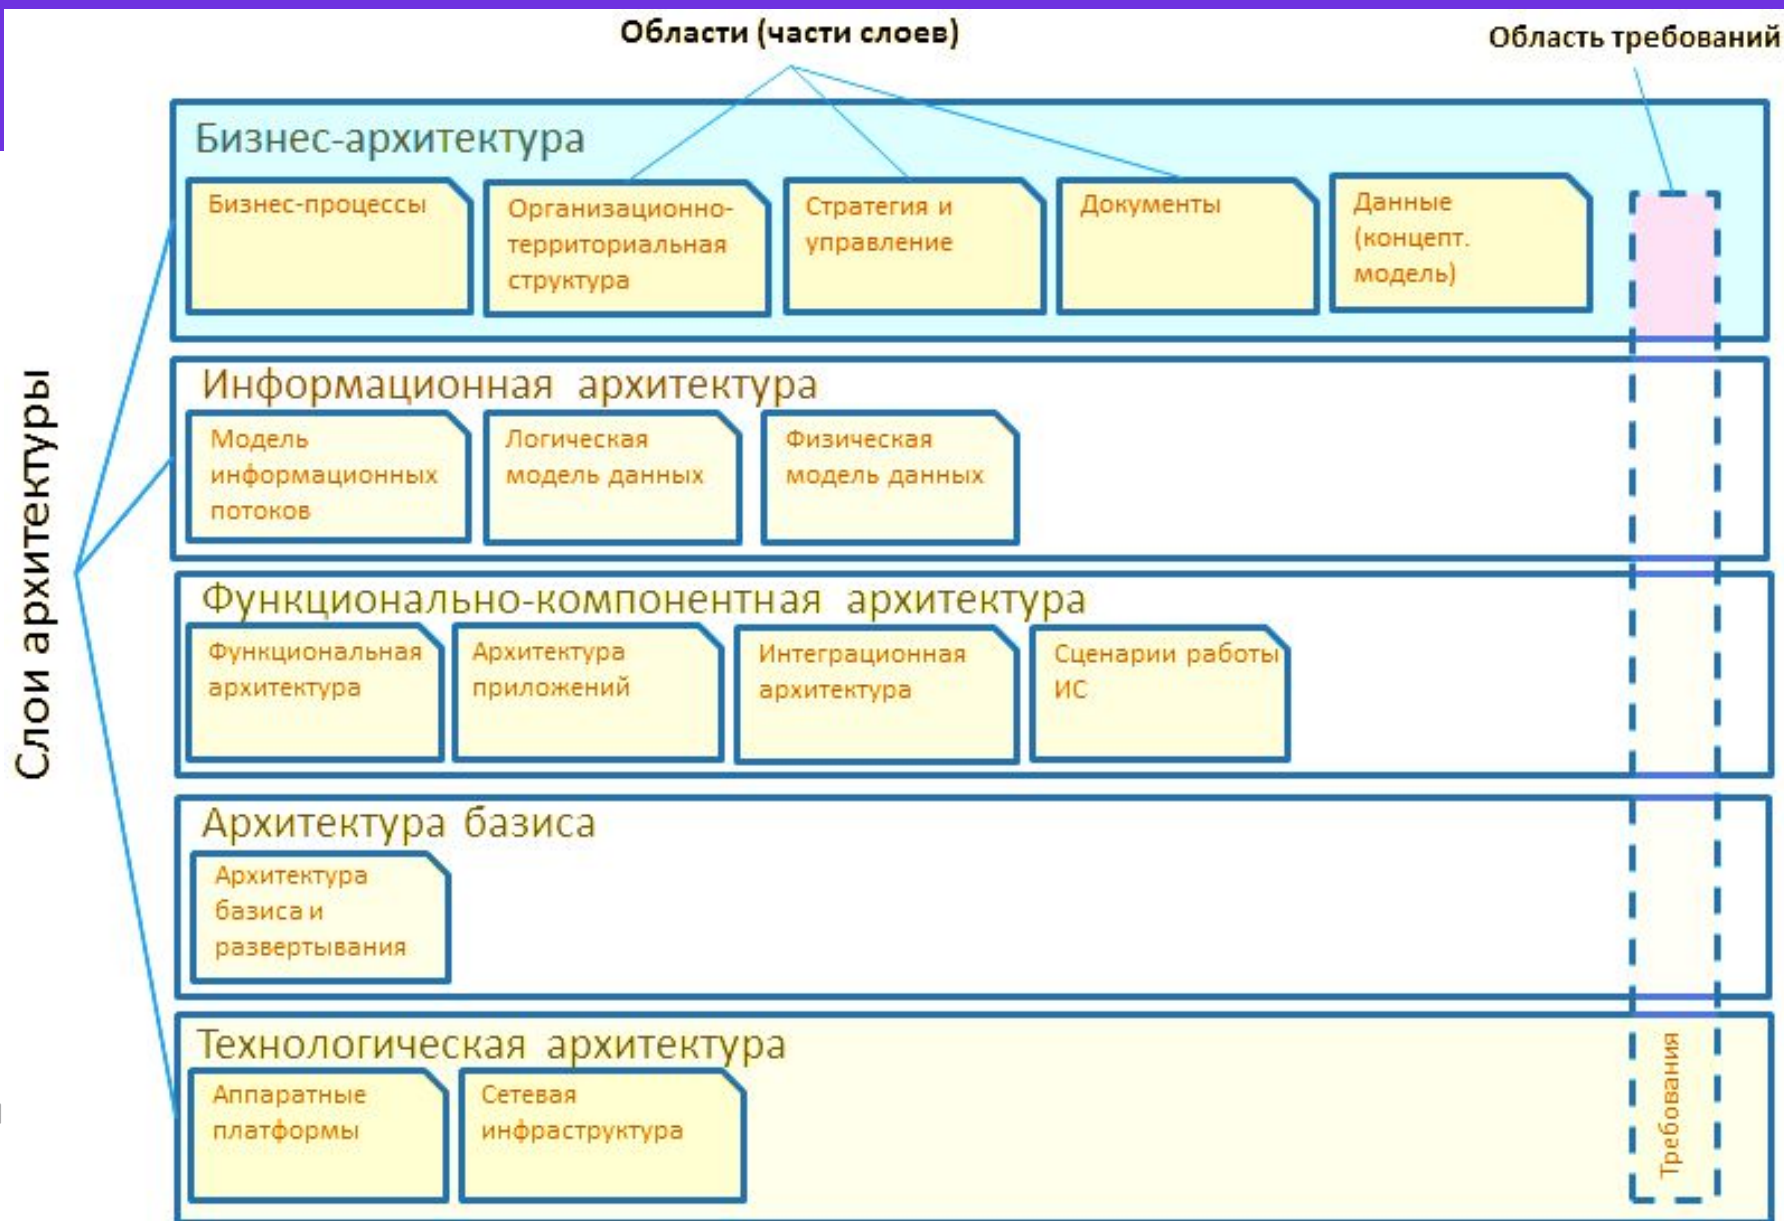 Области (части слоев)
Область требований
Слои архитектуры
Бизнес-архитектура
Бизнес-процессы
Организационно-
территориальная
структура
Стратегия и
управление
Документы
Данные
(концепт.
модель)
Информационная архитектура
Модель
информационных
потоков
Логическая
модель данных
Физическая
модель данных
Функционально-компонентная архитектура
Функциональная
архитектура
Архитектура
приложений
Интеграционная
архитектура
Сценарии работы
ИС
Архитектура базиса
Архитектура
базиса и
развертывания
Технологическая архитектура
Аппаратные
платформы
Сетевая
инфраструктура
Требования